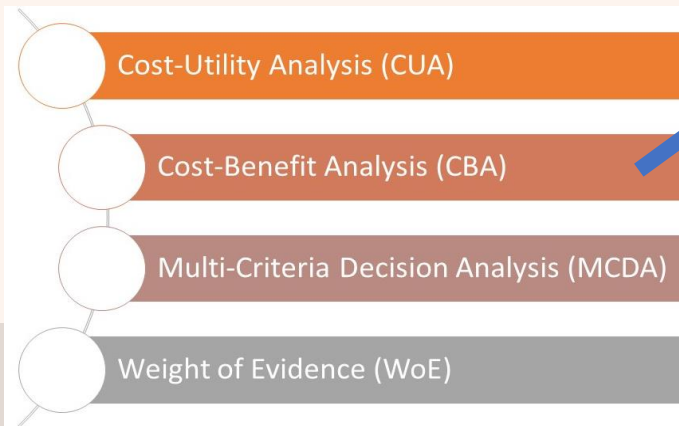 Cost-Utility Analysis (CUA)
Cost-Benefit Analysis (CBA)
Multi-Criteria Decision Analysis (MCDA)
Weight of Evidence (WoE)